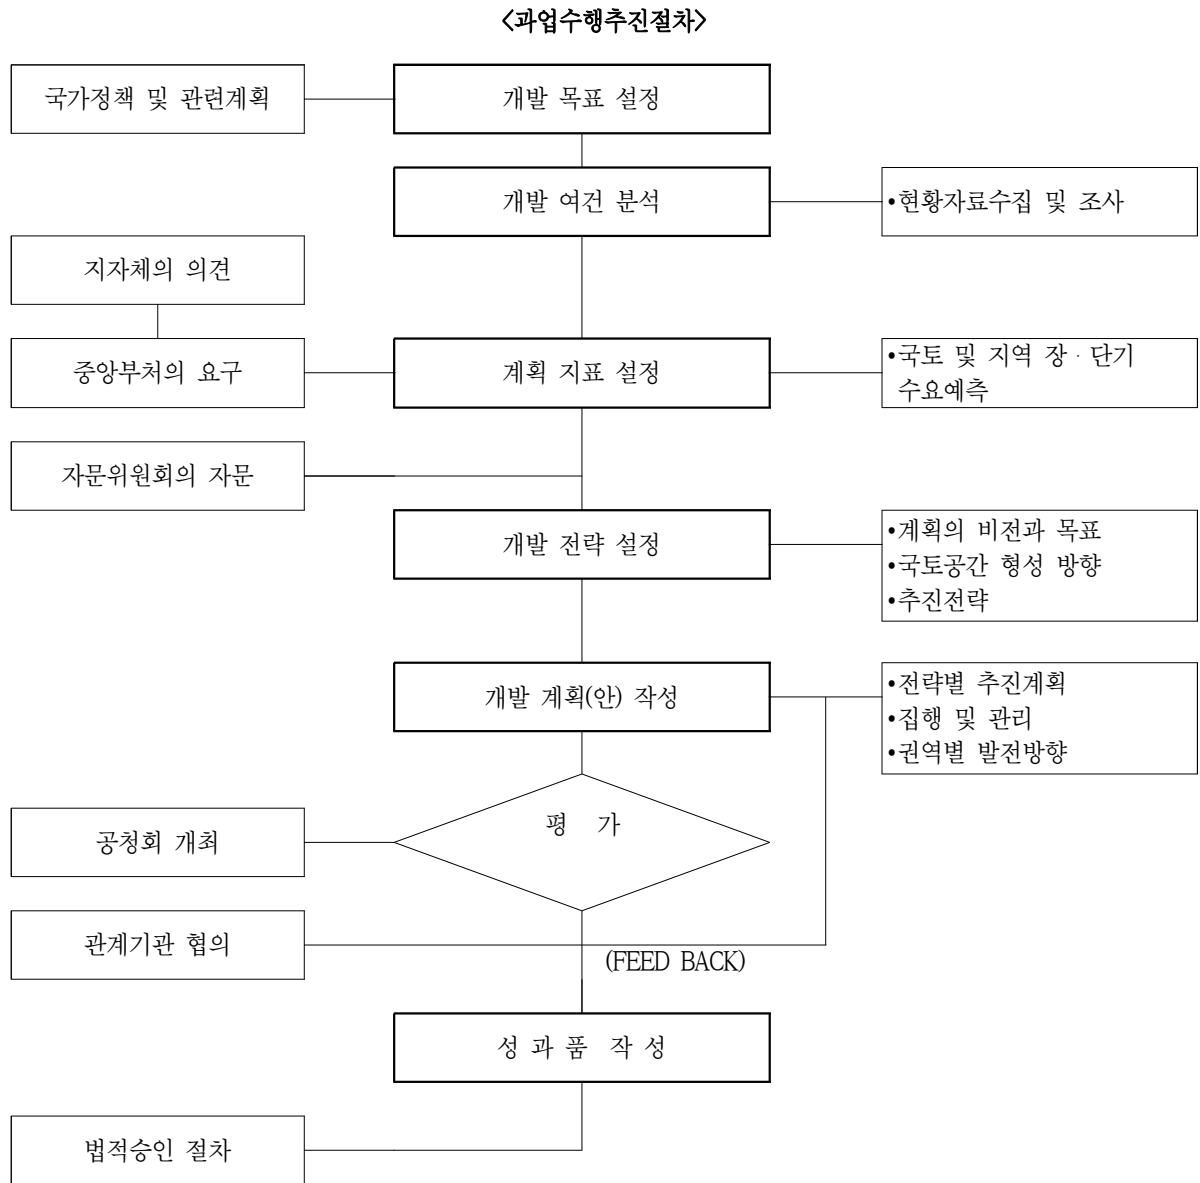 <과업수행추진절차>
국가정책 및 관련계획
개발 목표 설정
개발 여건 분석
•현황자료수집 및 조사
지자체의 의견
중앙부처의 요구
계획 지표 설정
•국토 및 지역 장·단기
수요예측
자문위원회의 자문
개발 전략 설정
•계획의 비전과 목표
•국토공간 형성 방향
•추진전략
개발 계획(안) 작성
•전략별 추진계획
•집행 및 관리
•권역별 발전방향
평 가
공청회 개최
관계기관 협의
(FEED BACK)
성 과 품 작 성
법적승인 절차